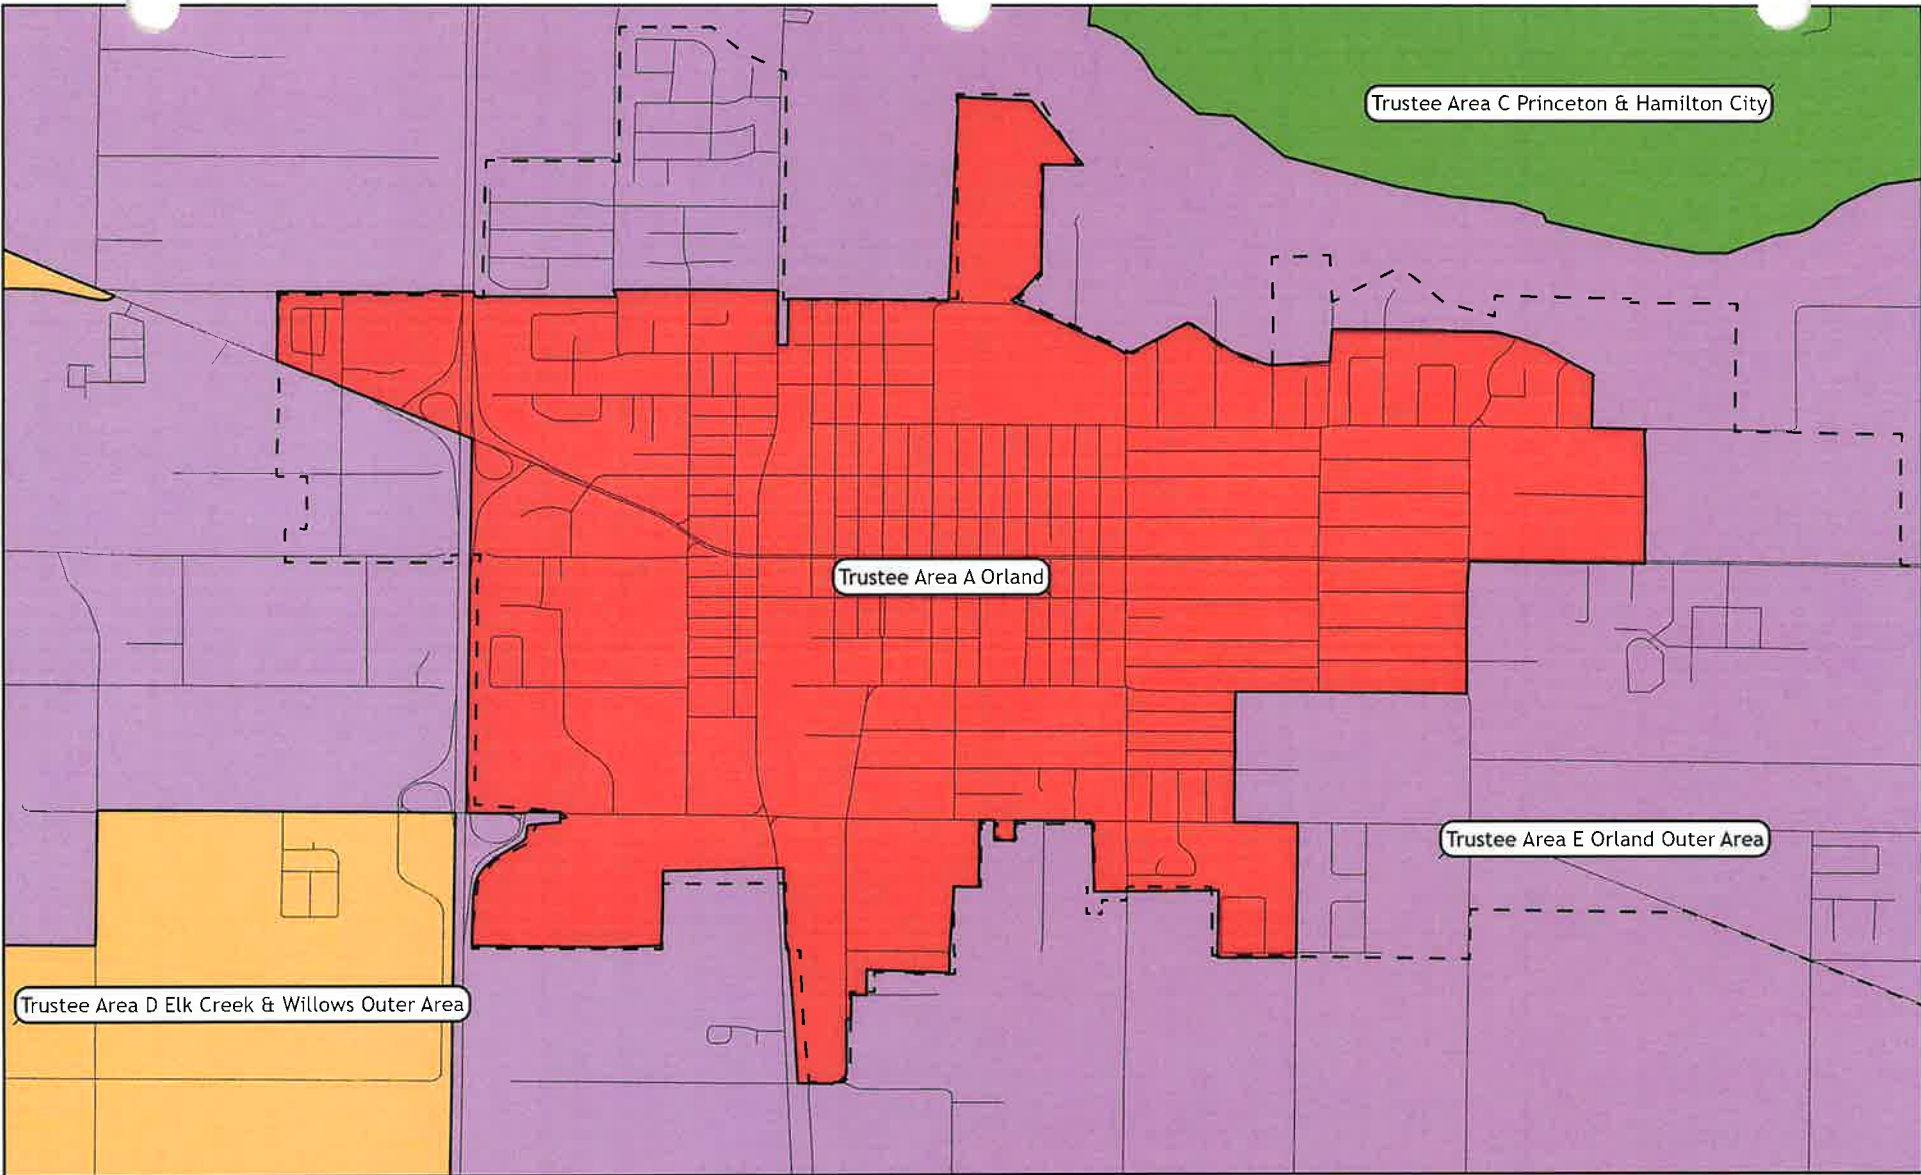 Trustee Area C Princeton & Hamilton City
Trustee Area A Orland
Trustee Area E Orland Outer Area
Trustee Area D Elk Creek & Willows Outer Area